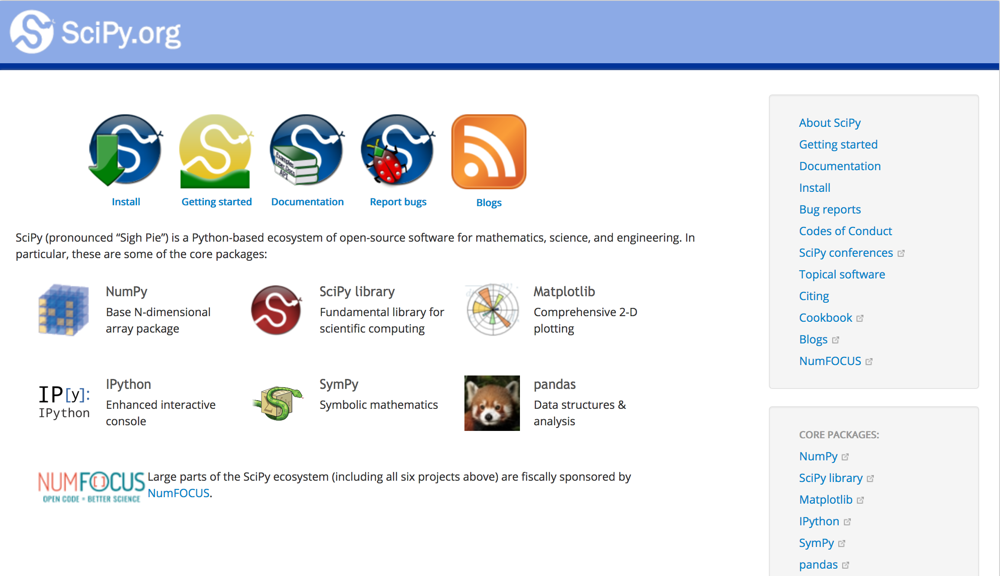 SciPy.org
Install
Getting started
Documentation
Report bugs
Blogs
Examples
User Docs
API
SciPy (pronounced “Sigh Pie”) is a Python-based ecosystem of open-source software for mathematics, science, and engineering. In
particular, these are some of the core packages:
NumPy
Base N-dimensional
array package
SciPy library
Fundamental library for
scientific computing
Matplotlib
Comprehensive 2-D
plotting
IP[y]:
IPython
IPython
Enhanced interactive
console
SymPy
Symbolic mathematics
pandas
Data structures &
analysis
NUMFOCUS
OPEN CODE = BETTER SCIENCE
Large parts of the SciPy ecosystem (including all six projects above) are fiscally sponsored by
NumFOCUS.
About SciPy
Getting started
Documentation
Install
Bug reports
Codes of Conduct
SciPy conferences
Topical software
Citing
Cookbook
Blogs
NumFOCUS
CORE PACKAGES:
NumPy
SciPy library
Matplotlib
IPython
SymPy
pandas